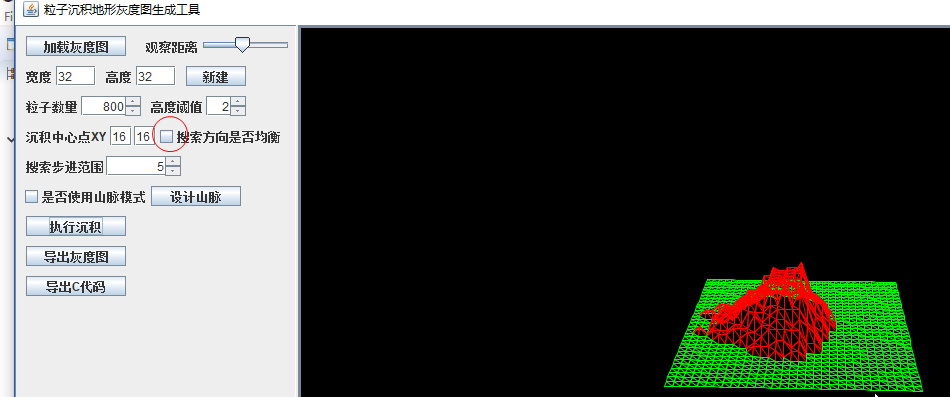 粒子沉积地形灰度图生成工具
Fi
加载灰度图 观察距离
宽度 32 高度 32 新建
粒子数量 800 高度阈值 2
沉积中心点XY 16 16 搜索方向是否均衡
搜索步进范围 5
是否使用山脉模式 设计山脉
执行沉积
导出灰度图
导出C代码